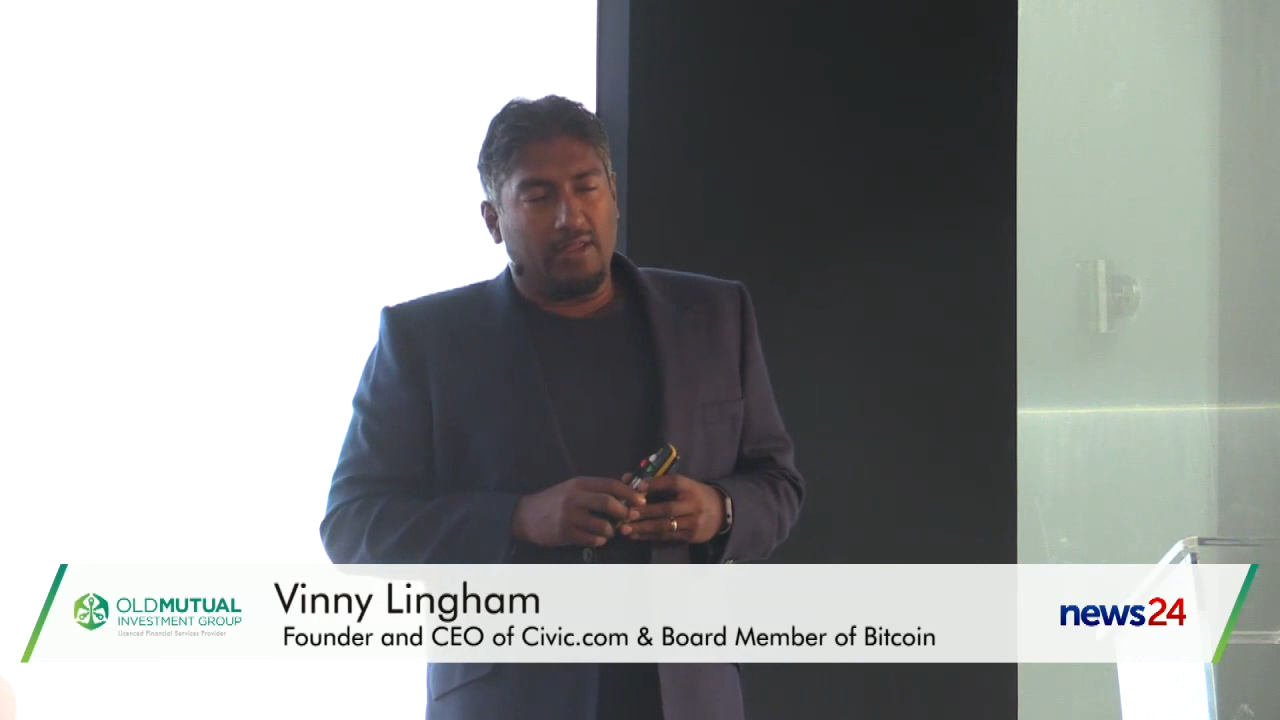 OLDMUTUAL
INVESTMENT GROUP
Licenced Financial Services Provider
Vinny Lingham
Founder and CEO of Civic.com & Board Member of Bitcoin
news24